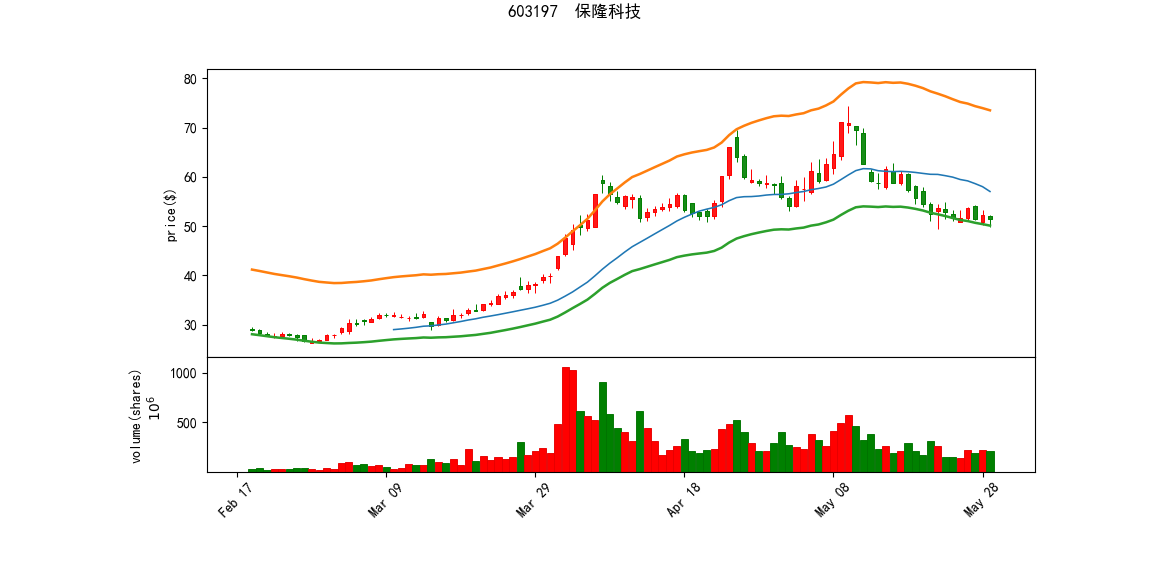 603197 保隆科技
price($)
80
70
60
50
40
30
volume(shares)
10^6
1000
500
Feb 17
Mar 09
Mar 29
Apr 18
May 08
May 28